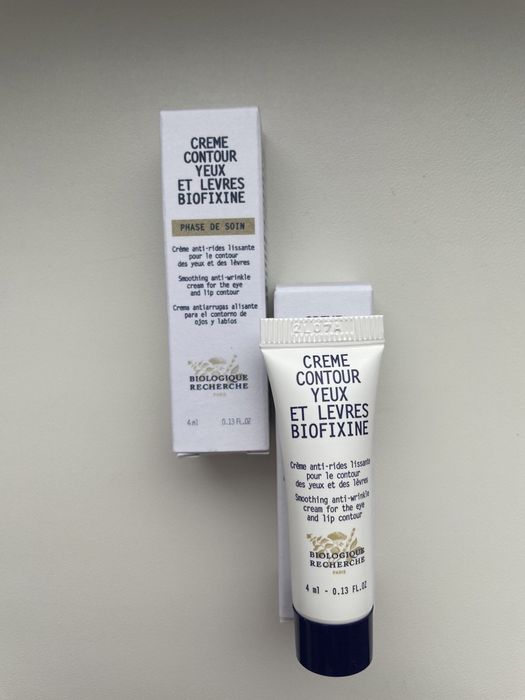 CREME
CONTOUR
YEUX
ET LEVRES
BIOFIXINE
PHASE DE SOIN
Crème anti-rides lissante
pour le contour
des yeux et des lèvres
Smoothing anti-wrinkle
cream for the eye
and lip contour
Crema antiarrugas alisante
para el contorno de
ojos y labios
BIOLOGIQUE
RECHERCHE
PARIS
4 ml 0.13 FL.OZ
CREME
CONTOUR
YEUX
ET LEVRES
BIOFIXINE
Crème anti-rides lissante
pour le contour
des yeux et des lèvres
Smoothing anti-wrinkle
cream for the eye
and lip contour
BIOLOGIQUE
RECHERCHE
PARIS
4 ml - 0.13 FL.OZ